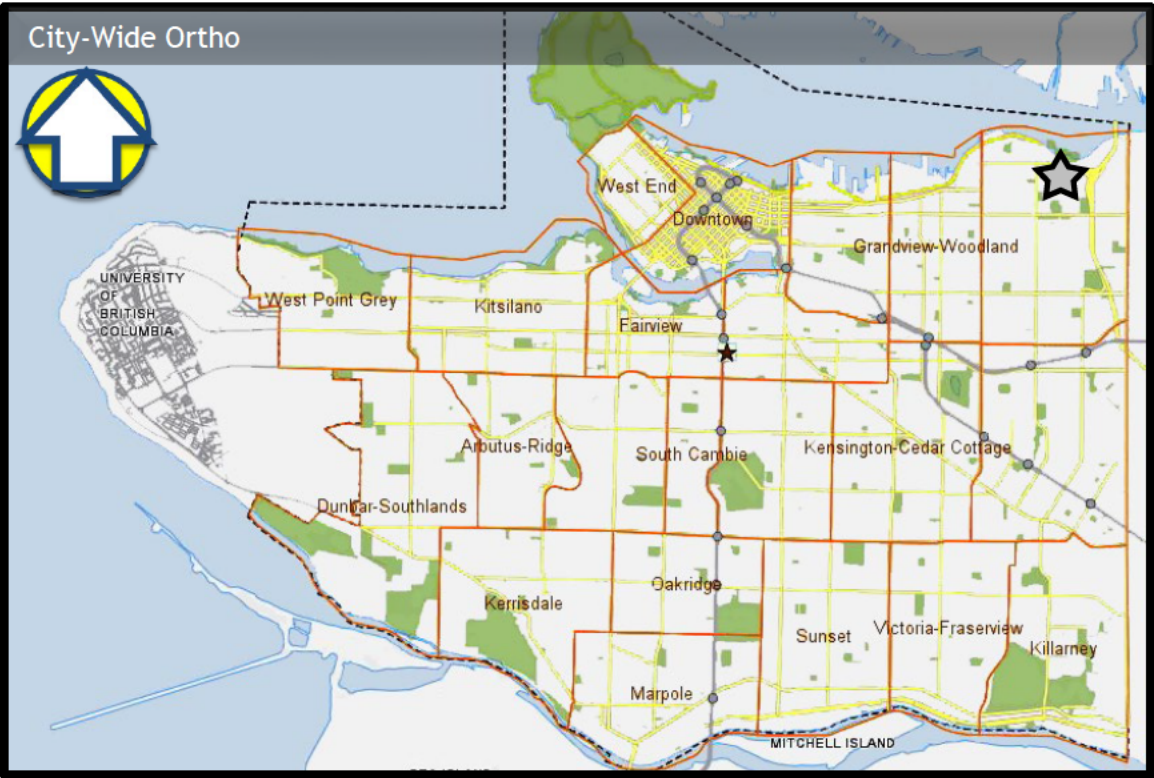 City-Wide Ortho
West End
Downtown
Grandview-Woodland
UNIVERSITY
OF
BRITISH
COLUMBIA
West Point Grey
Kitsilano
Fairview
Arbutus-Ridge
South Cambie
Kensington-Cedar Cottage
Dunbar-Southlands
Oakridge
Kerrisdale
Sunset
Victoria-Fraserview
Killarney
Marpole
MITCHELL ISLAND